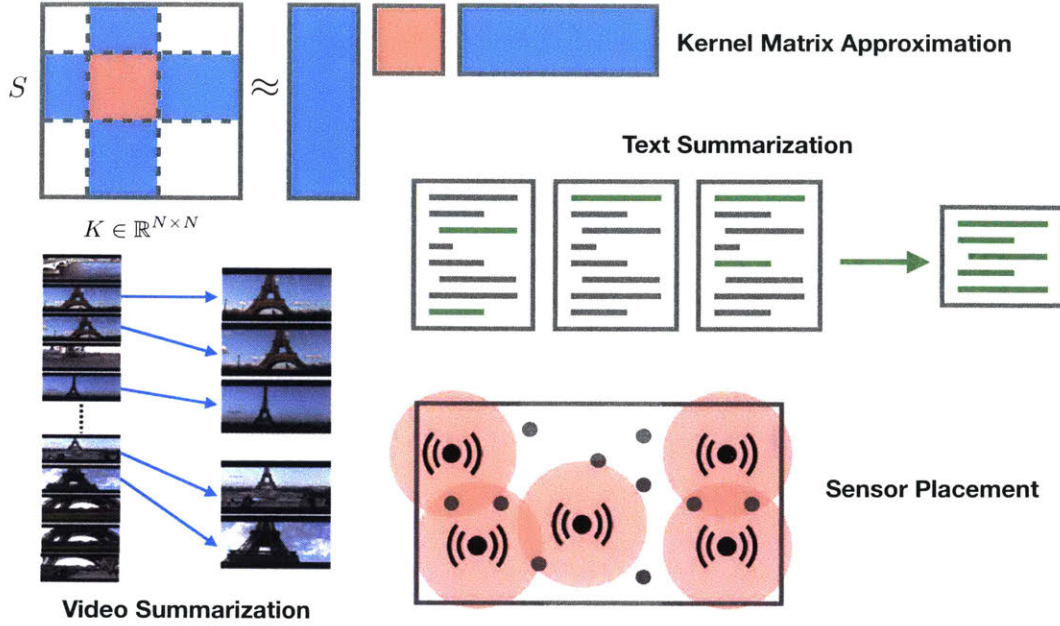 Kernel Matrix Approximation
S
≈
K ∈ ℝ^{N×N}
Text Summarization
Video Summarization
Sensor Placement